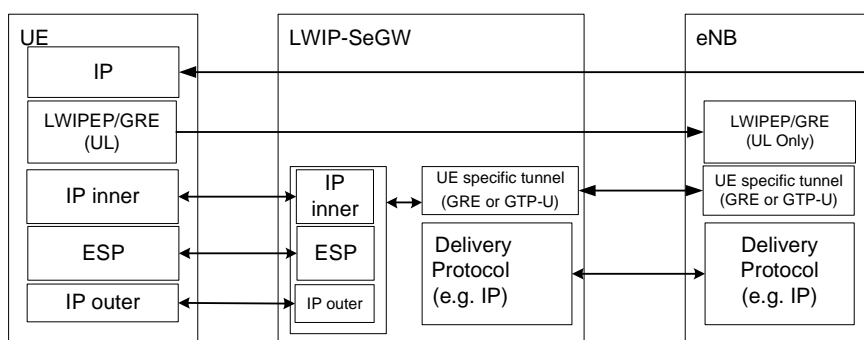 UE
IP
LWIPEP/GRE
(UL)
IP inner
ESP
IP outer
LWIP-SeGW
IP
inner
ESP
IP outer
UE specific tunnel
(GRE or GTP-U)
Delivery
Protocol
(e.g. IP)
eNB
LWIPEP/GRE
(UL Only)
UE specific tunnel
(GRE or GTP-U)
Delivery
Protocol
(e.g. IP)